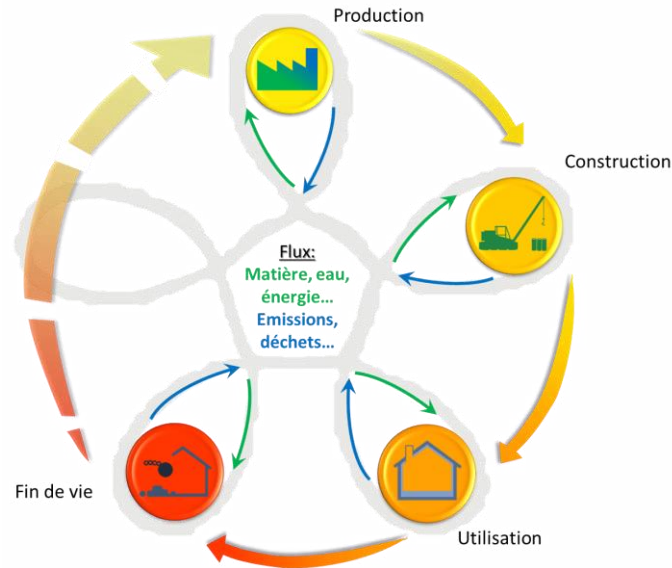 Production
Construction
Flux:
Matière, eau,
énergie...
Emissions,
déchets...
Fin de vie
Utilisation